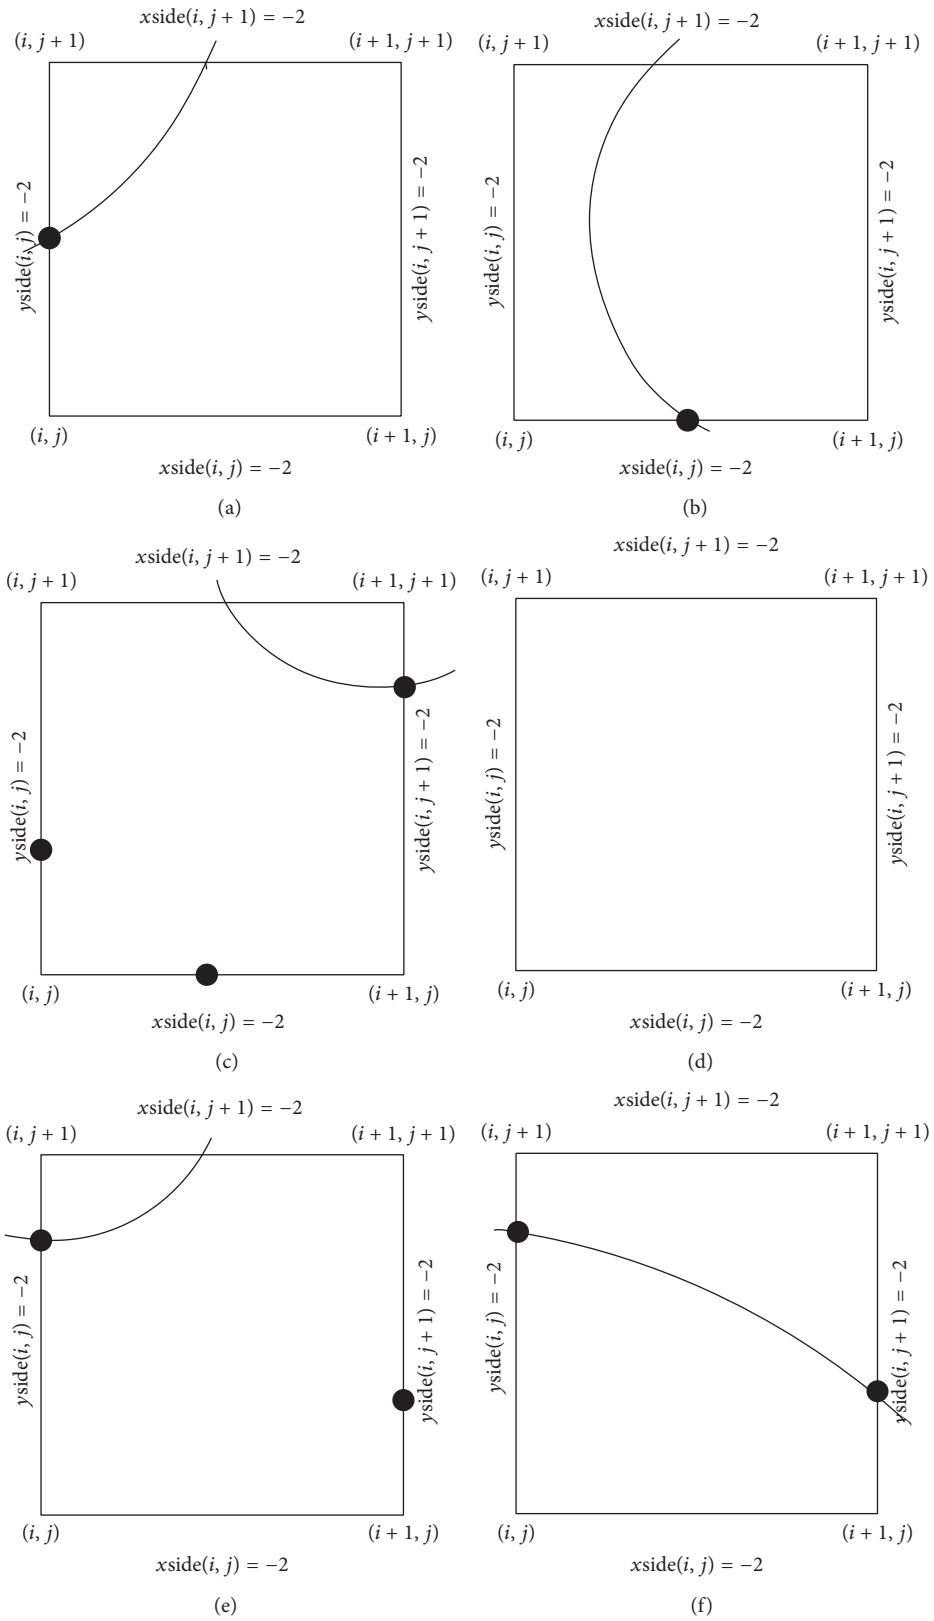 xside(i, j + 1) = −2
(i, j + 1)
(i + 1, j + 1)
yside(i, j) = −2
yside(i, j + 1) = −2
(i, j)
(i + 1, j)
xside(i, j) = −2
(a)
xside(i, j + 1) = −2
(i, j + 1)
(i + 1, j + 1)
yside(i, j) = −2
yside(i, j + 1) = −2
(i, j)
(i + 1, j)
xside(i, j) = −2
(b)
xside(i, j + 1) = −2
(i, j + 1)
(i + 1, j + 1)
yside(i, j) = −2
yside(i, j + 1) = −2
(i, j)
(i + 1, j)
xside(i, j) = −2
(c)
xside(i, j + 1) = −2
(i, j + 1)
(i + 1, j + 1)
yside(i, j) = −2
yside(i, j + 1) = −2
(i, j)
(i + 1, j)
xside(i, j) = −2
(d)
xside(i, j + 1) = −2
(i, j + 1)
(i + 1, j + 1)
yside(i, j) = −2
yside(i, j + 1) = −2
(i, j)
(i + 1, j)
xside(i, j) = −2
(e)
xside(i, j + 1) = −2
(i, j + 1)
(i + 1, j + 1)
yside(i, j) = −2
yside(i, j + 1) = −2
(i, j)
(i + 1, j)
xside(i, j) = −2
(f)